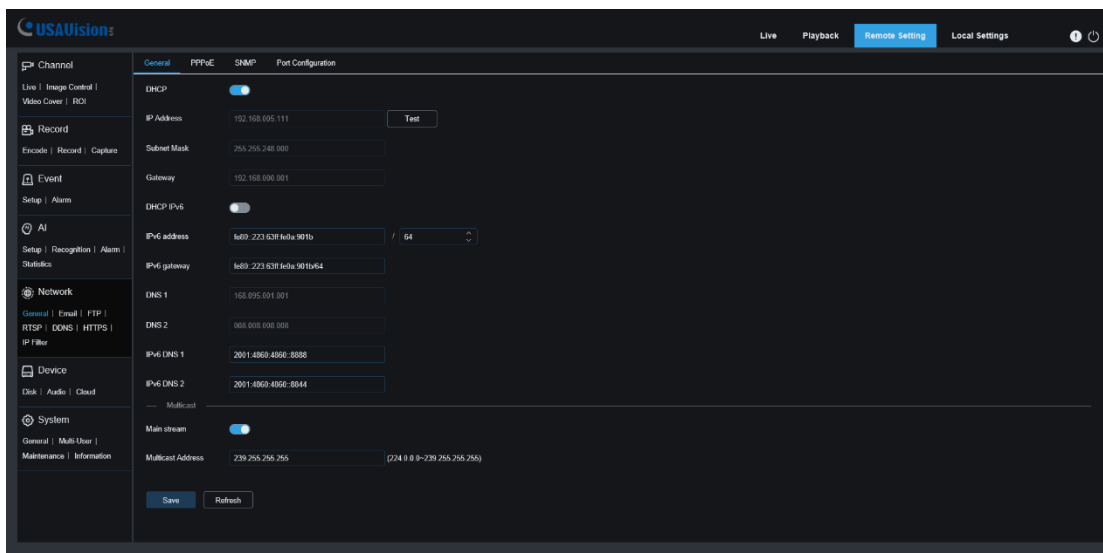 USAVision
Live Playback Remote Setting Local Settings
Channel
Live | Image Control |
Video Cover | ROI
Record
Encode | Record | Capture
Event
Setup | Alarm
AI
Setup | Recognition | Alarm |
Statistics
Network
General | Email | FTP |
RTSP | DDNS | HTTPS |
IP Filter
Device
Disk | Audio | Cloud
System
General | Multi-User |
Maintenance | Information
General PPPoE SNMP Port Configuration
DHCP
IP Address 192.168.005.111 Test
Subnet Mask 255.255.248.000
Gateway 192.168.000.001
DHCP IPv6
IPv6 address fe80::223:63ff:fe0a:901b / 64
IPv6 gateway fe80::223:63ff:fe0a:901b/64
DNS 1 168.095.001.001
DNS 2 008.008.008.008
IPv6 DNS 1 2001:4860:4860::8888
IPv6 DNS 2 2001:4860:4860::8844
Multicast
Main stream
Multicast Address 239.255.255.255 (224.0.0.0~239.255.255.255)
Save Refresh